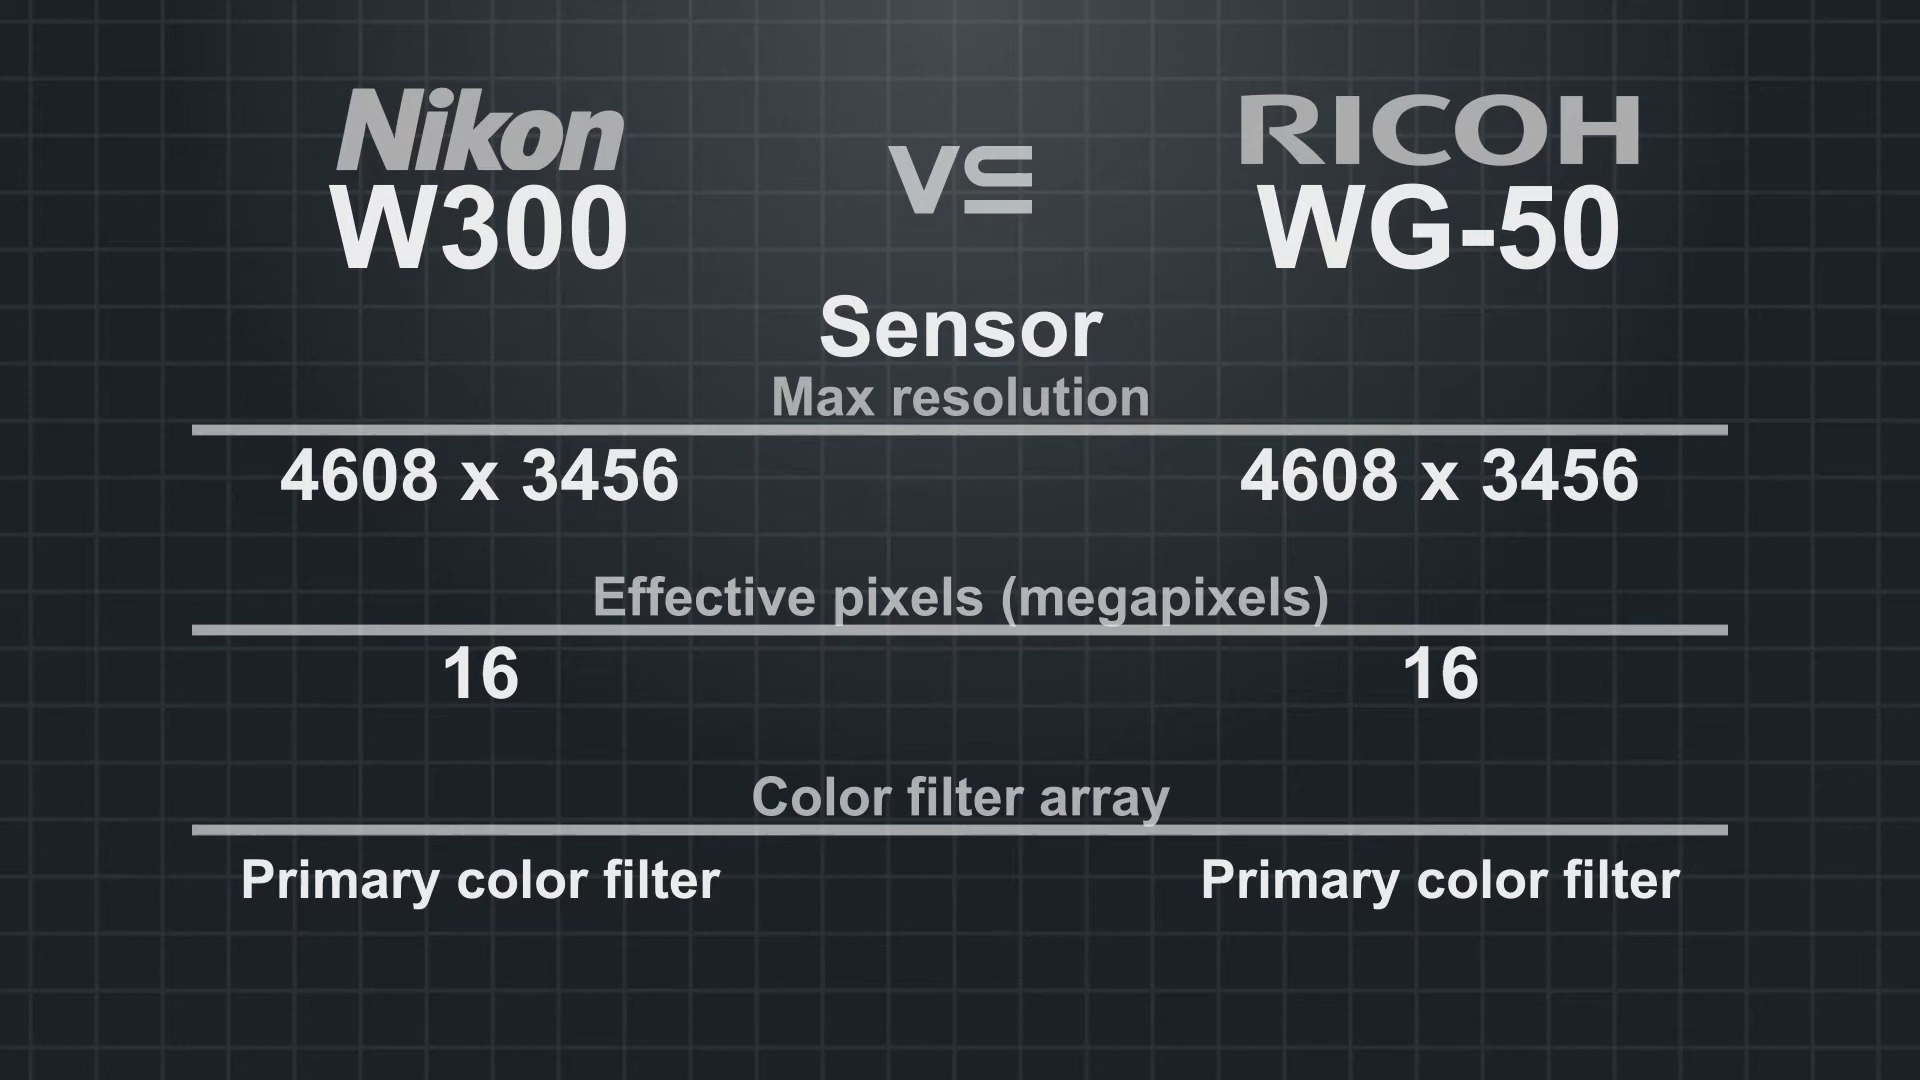 Nikon
W300
VS
RICOH
WG-50
Sensor
Max resolution
4608 x 3456
4608 x 3456
Effective pixels (megapixels)
16
16
Color filter array
Primary color filter
Primary color filter